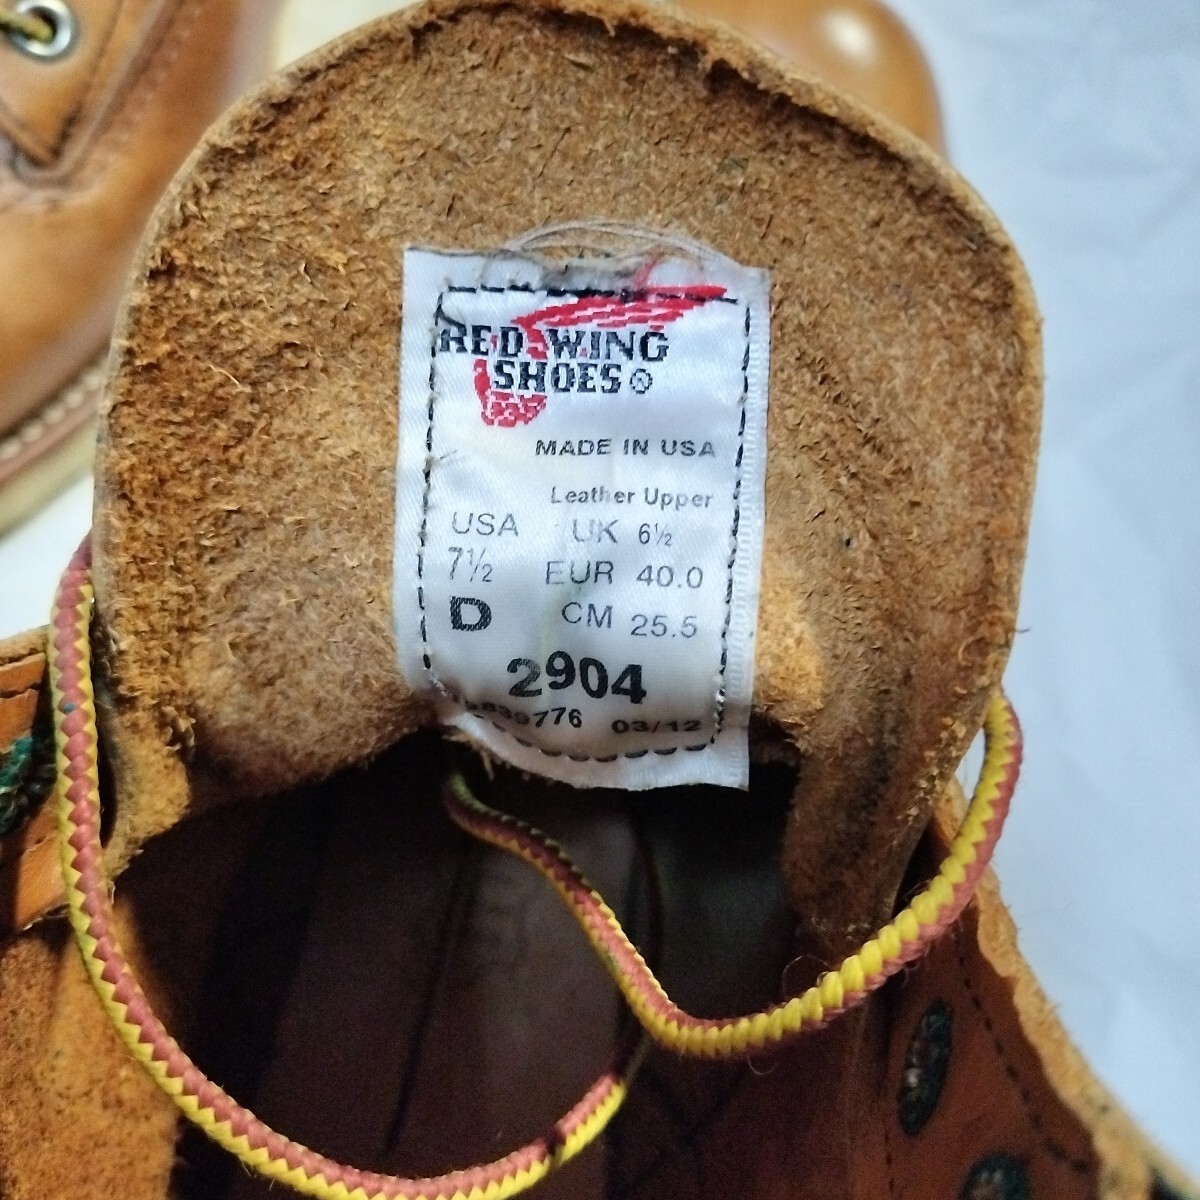 RED WING
SHOES®
MADE IN USA
Leather Upper
USA UK 6½
7½ EUR 40.0
D CM 25.5
2904
03/12